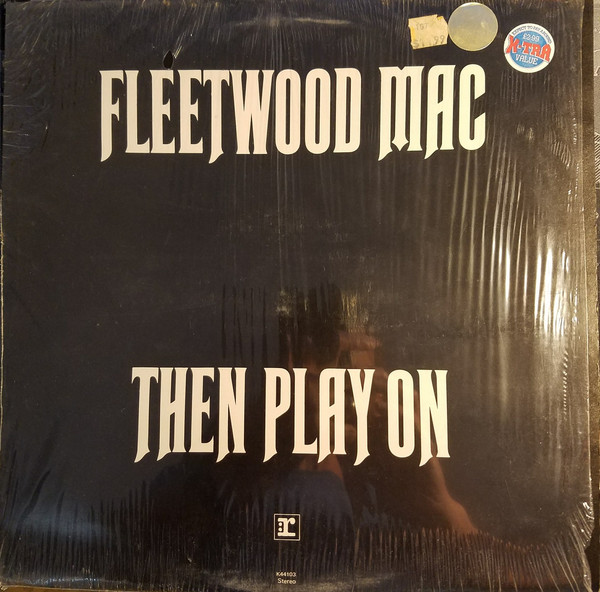 £2.99
X-TRA
VALUE
FLEETWOOD MAC
THEN PLAY ON
r
K44103
Stereo